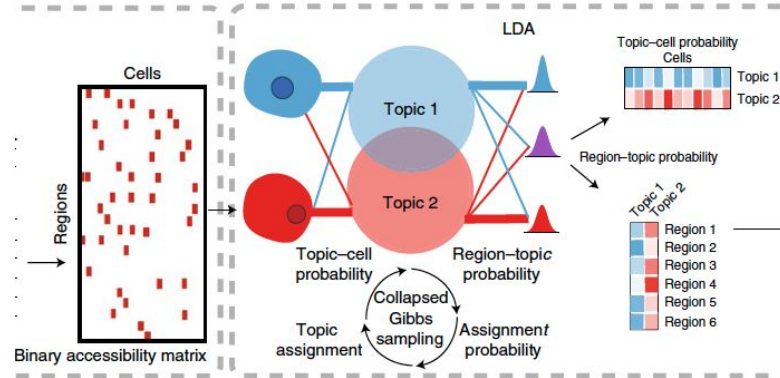 Cells
Regions
Binary accessibility matrix
LDA
Topic 1
Topic 2
Topic–cell
probability
Region–topic
probability
Collapsed
Gibbs
sampling
Topic
assignment
Assignment
probability
Topic–cell probability
Cells
Topic 1
Topic 2
Region–topic probability
Topic 1
Topic 2
Region 1
Region 2
Region 3
Region 4
Region 5
Region 6